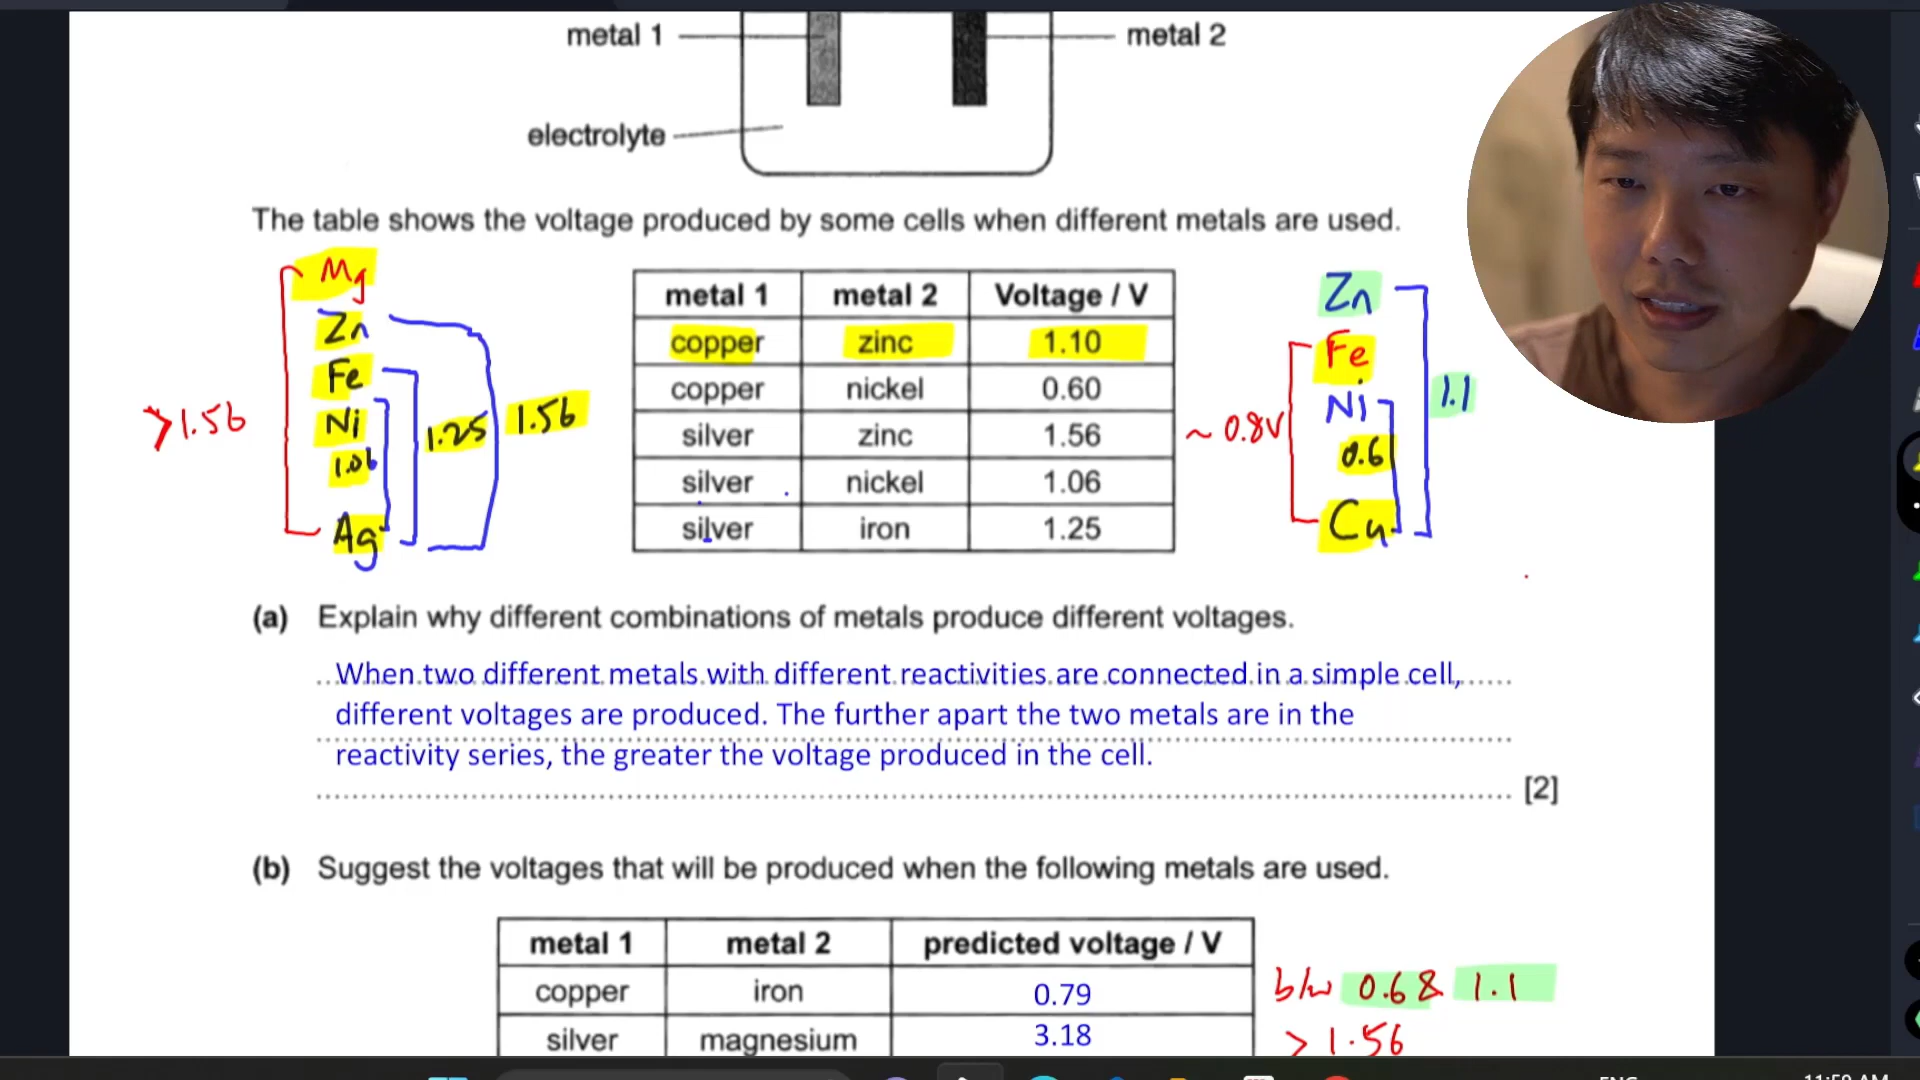 metal 1
metal 2
electrolyte
The table shows the voltage produced by some cells when different metals are used.
Mg
Zn
Fe
Ni
1.06
Ag
1.25
1.56
>1.56
metal 1 metal 2 Voltage / V
copper zinc 1.10
copper nickel 0.60
silver zinc 1.56
silver nickel 1.06
silver iron 1.25
Zn
Fe
Ni
0.6
Cu
1.1
~ 0.8V
(a) Explain why different combinations of metals produce different voltages.
When two different metals with different reactivities are connected in a simple cell,
different voltages are produced. The further apart the two metals are in the
reactivity series, the greater the voltage produced in the cell.
[2]
(b) Suggest the voltages that will be produced when the following metals are used.
metal 1 metal 2 predicted voltage / V
copper iron 0.79 b/w 0.6 & 1.1
silver magnesium 3.18 > 1.56